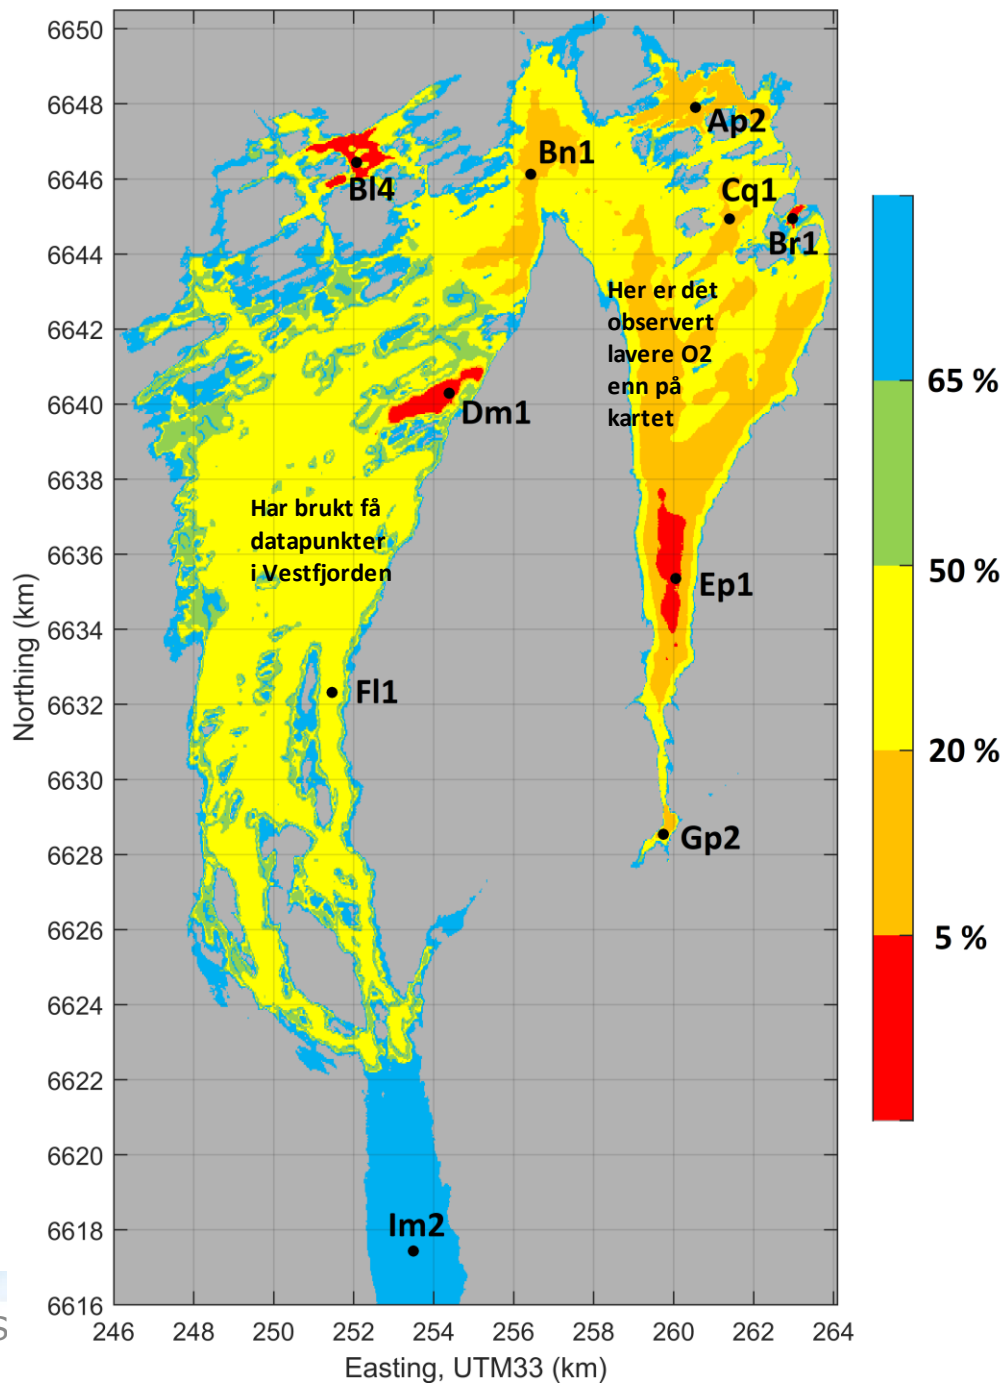 6650
6648
6646
6644
6642
6640
6638
6636
6634
6632
6630
6628
6626
6624
6622
6620
6618
6616
Northing (km)
246 248 250 252 254 256 258 260 262 264
Easting, UTM33 (km)
Ap2
Bn1
Bl4
Cq1
Br1
Her er det
observert
lavere O2
enn på
kartet
Dm1
Har brukt få
datapunkter
i Vestfjorden
Ep1
Fl1
Gp2
Im2
65 %
50 %
20 %
5 %